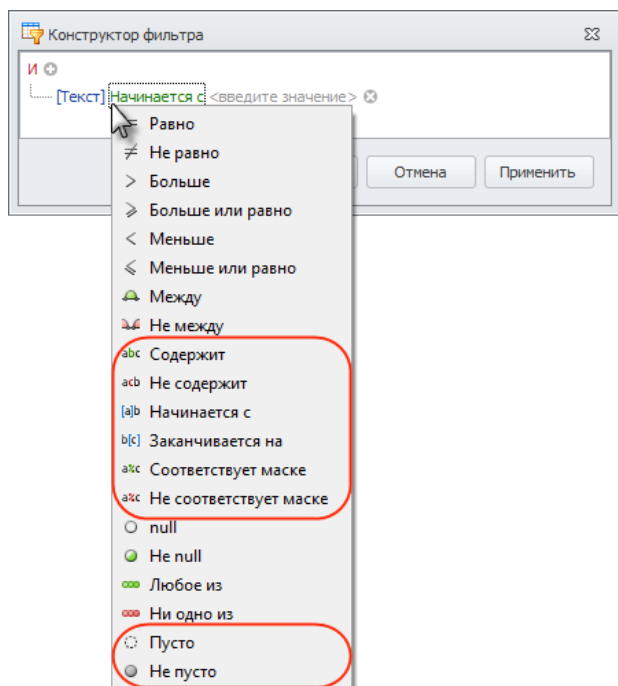 Конструктор фильтра
И
[Текст] Начинается с <введите значение>
= Равно
≠ Не равно
> Больше
⩾ Больше или равно
< Меньше
⩽ Меньше или равно
Между
Не между
abc Содержит
acb Не содержит
[a]b Начинается с
b[c] Заканчивается на
a%c Соответствует маске
a%c Не соответствует маске
null
Не null
Любое из
Ни одно из
Пусто
Не пусто
Отмена
Применить